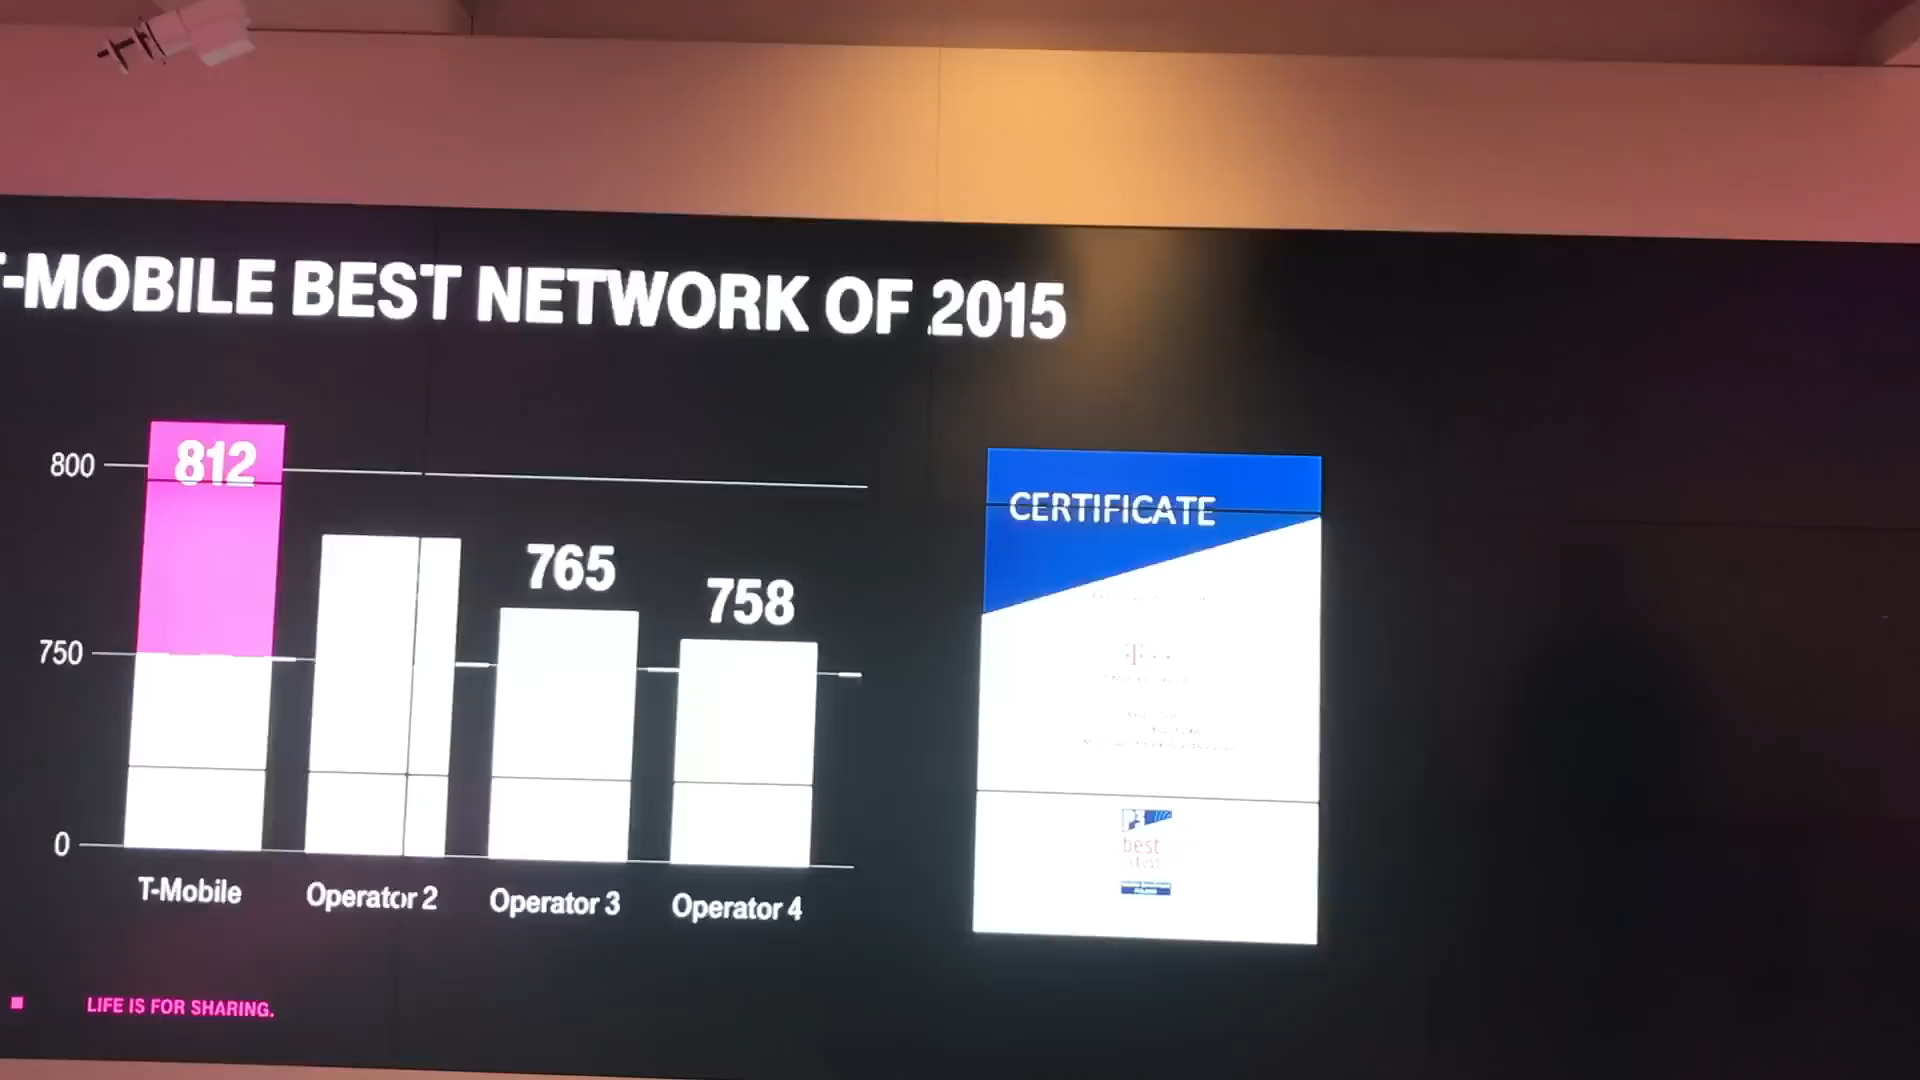 T-MOBILE BEST NETWORK OF 2015
812
800
765
758
750
0
T-Mobile
Operator 2
Operator 3
Operator 4
CERTIFICATE
best
POLAND
LIFE IS FOR SHARING.